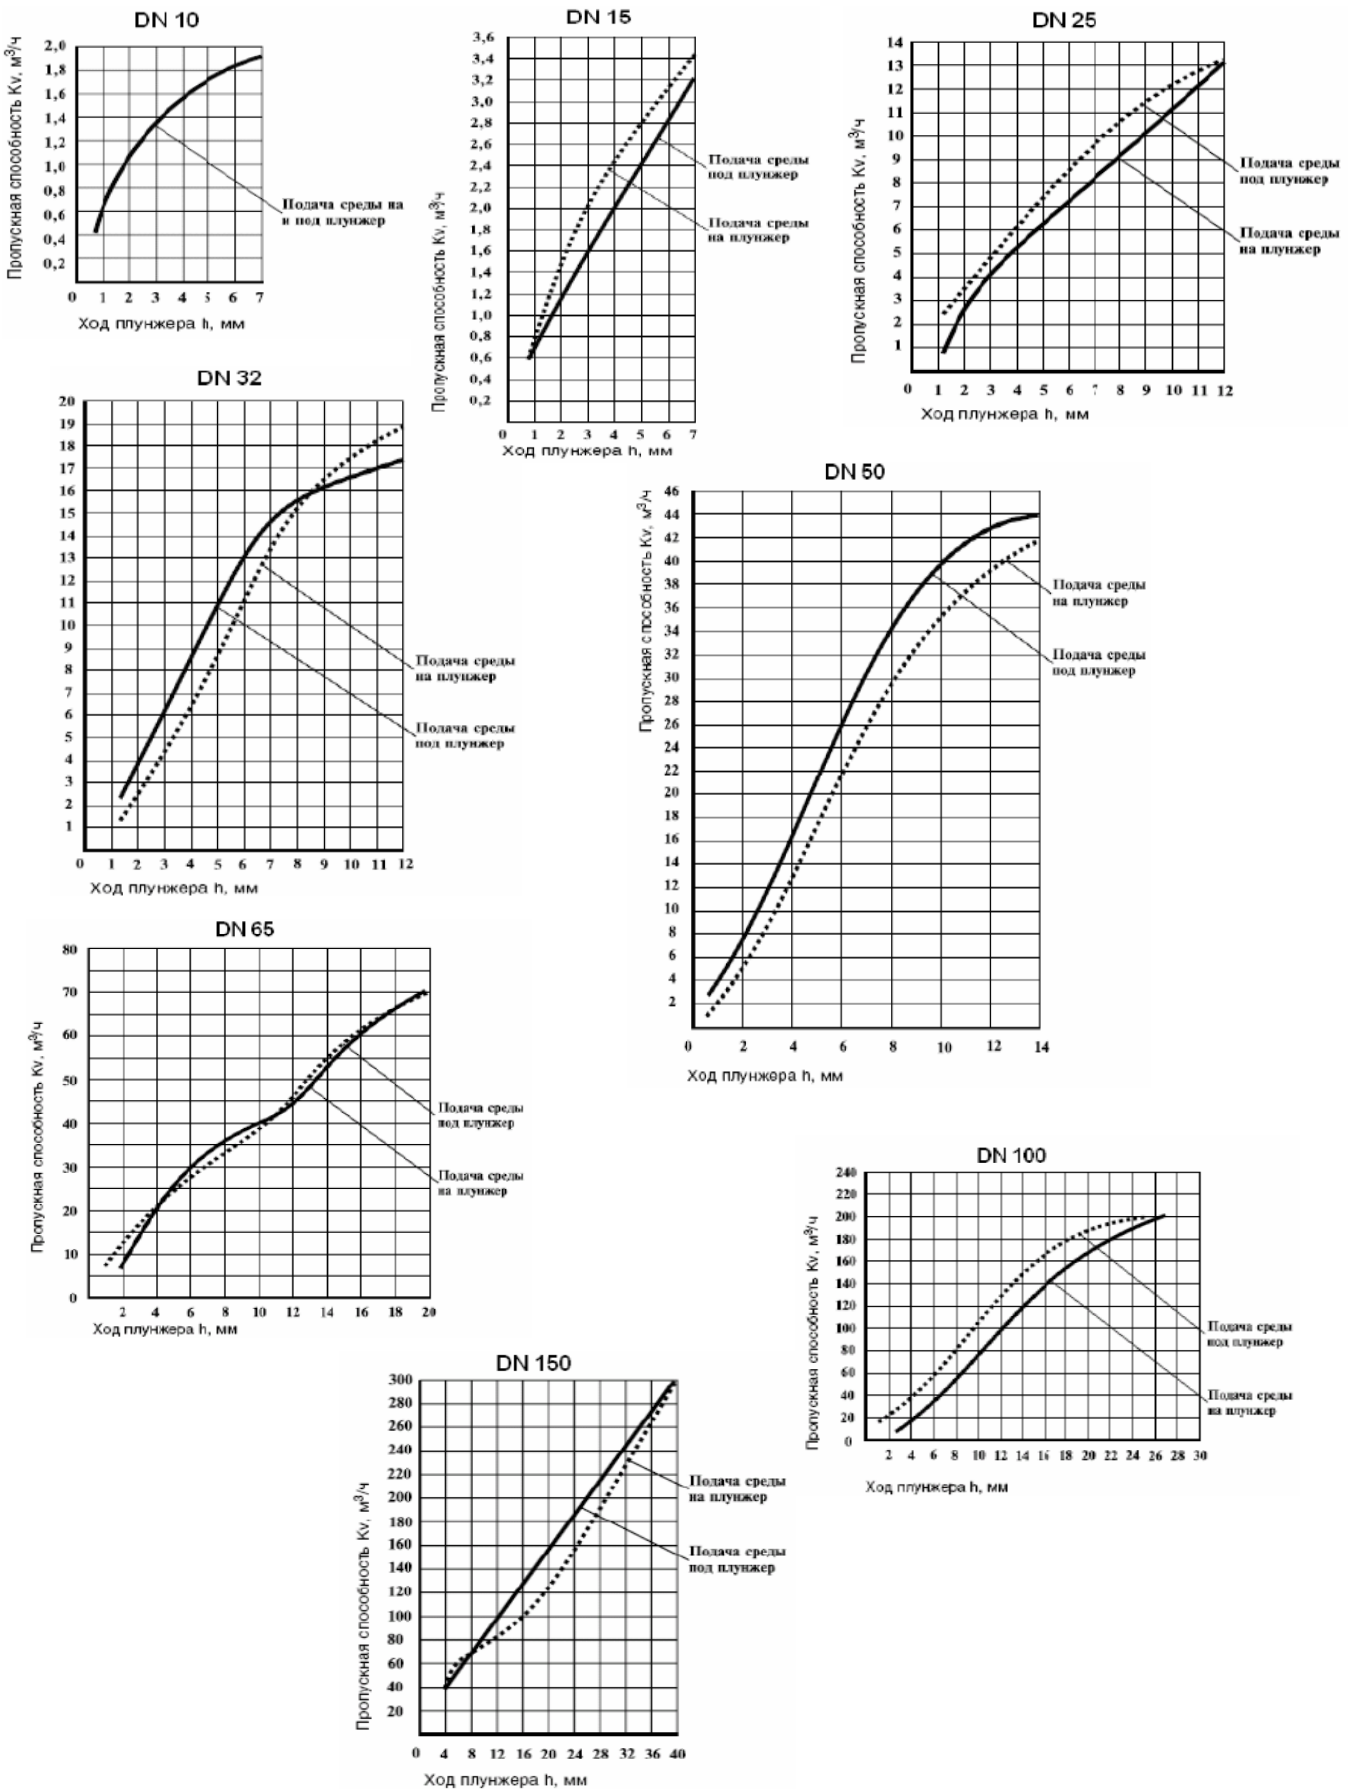 DN 10
Пропускная способность Kv, м³/ч
2,0
1,8
1,6
1,4
1,2
1,0
0,8
0,6
0,4
0,2
0 1 2 3 4 5 6 7
Ход плунжера h, мм
Подача среды на
и под плунжер
DN 15
Пропускная способность Kv, м³/ч
3,6
3,4
3,2
3,0
2,8
2,6
2,4
2,2
2,0
1,8
1,6
1,4
1,2
1,0
0,8
0,6
0,4
0,2
0 1 2 3 4 5 6 7
Ход плунжера h, мм
Подача среды
под плунжер
Подача среды
на плунжер
DN 25
Пропускная способность Kv, м³/ч
14
13
12
11
10
9
8
7
6
5
4
3
2
1
0 1 2 3 4 5 6 7 8 9 10 11 12
Ход плунжера h, мм
Подача среды
под плунжер
Подача среды
на плунжер
DN 32
20
19
18
17
16
15
14
13
12
11
10
9
8
7
6
5
4
3
2
1
0 1 2 3 4 5 6 7 8 9 10 11 12
Ход плунжера h, мм
Подача среды
на плунжер
Подача среды
под плунжер
DN 50
Пропускная способность Kv, м³/ч
46
44
42
40
38
36
34
32
30
28
26
24
22
20
18
16
14
12
10
8
6
4
2
0 2 4 6 8 10 12 14
Ход плунжера h, мм
Подача среды
на плунжер
Подача среды
под плунжер
DN 65
Пропускная способность Kv, м³/ч
80
70
60
50
40
30
20
10
0
2 4 6 8 10 12 14 16 18 20
Ход плунжера h, мм
Подача среды
под плунжер
Подача среды
на плунжер
DN 100
Пропускная способность Kv, м³/ч
240
220
200
180
160
140
120
100
80
60
40
20
0
2 4 6 8 10 12 14 16 18 20 22 24 26 28 30
Ход плунжера h, мм
Подача среды
под плунжер
Подача среды
на плунжер
DN 150
Пропускная способность Kv, м³/ч
300
280
260
240
220
200
180
160
140
120
100
80
60
40
20
0 4 8 12 16 20 24 28 32 36 40
Ход плунжера h, мм
Подача среды
на плунжер
Подача среды
под плунжер